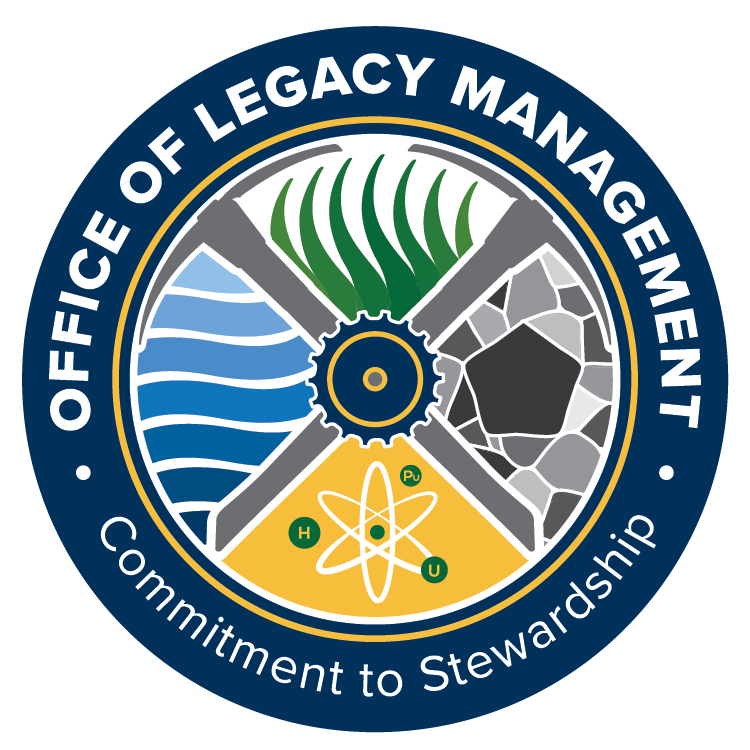 OFFICE OF LEGACY MANAGEMENT
Pu
H
U
Commitment to Stewardship